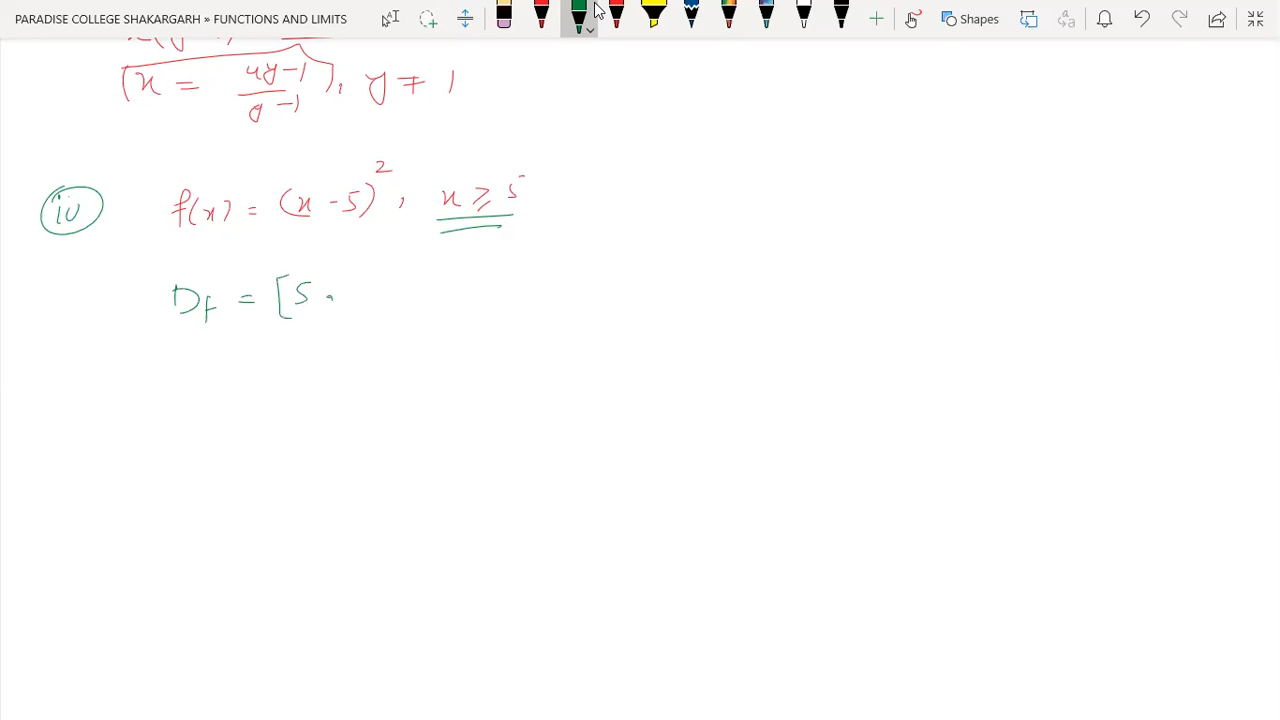 PARADISE COLLEGE SHAKARGARH » FUNCTIONS AND LIMITS
Shapes
(x = 4y-1/y-1), y ≠ 1
iv f(x) = (x - 5)², x ≥ 5
Df = [5,